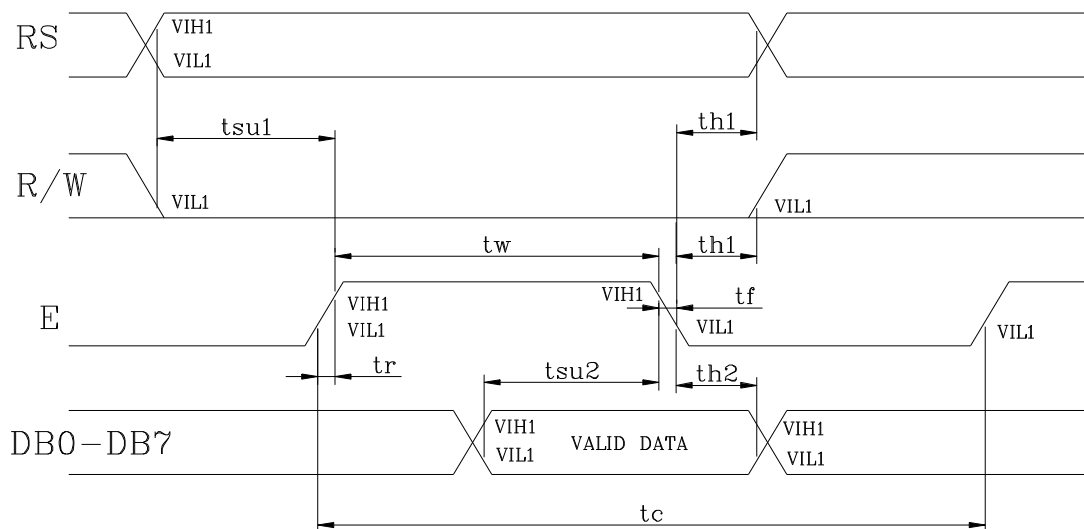 RS
VIH1
VIL1
tsu1
th1
R/W
VIL1
VIL1
tw
th1
E
VIH1
VIL1
VIH1
tf
VIL1
VIL1
tr
tsu2
th2
DB0-DB7
VIH1
VIL1
VALID DATA
VIH1
VIL1
tc